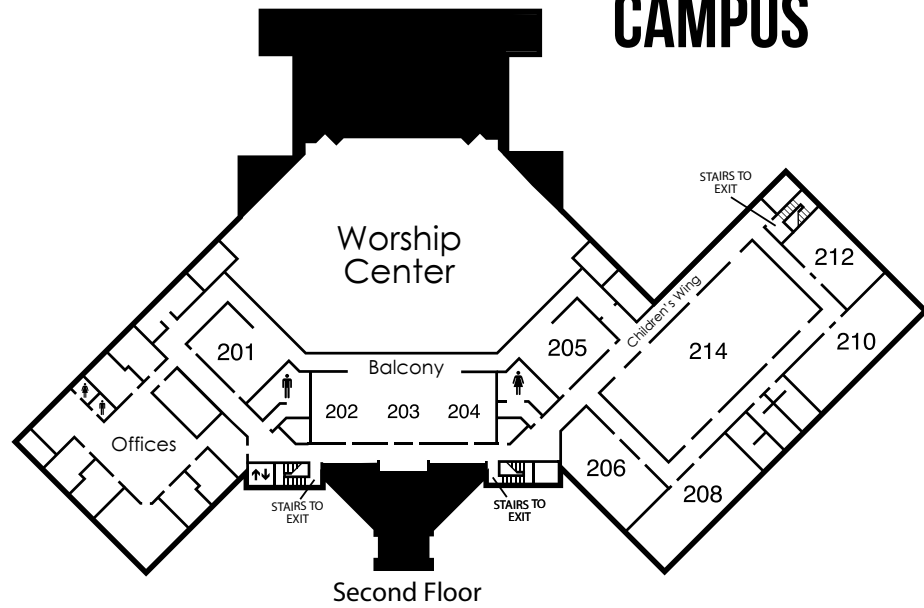 CAMPUS
STAIRS TO
EXIT
Worship
Center
212
Children's Wing
210
214
201
205
Balcony
202
203
204
Offices
206
208
STAIRS TO
EXIT
STAIRS TO
EXIT
Second Floor